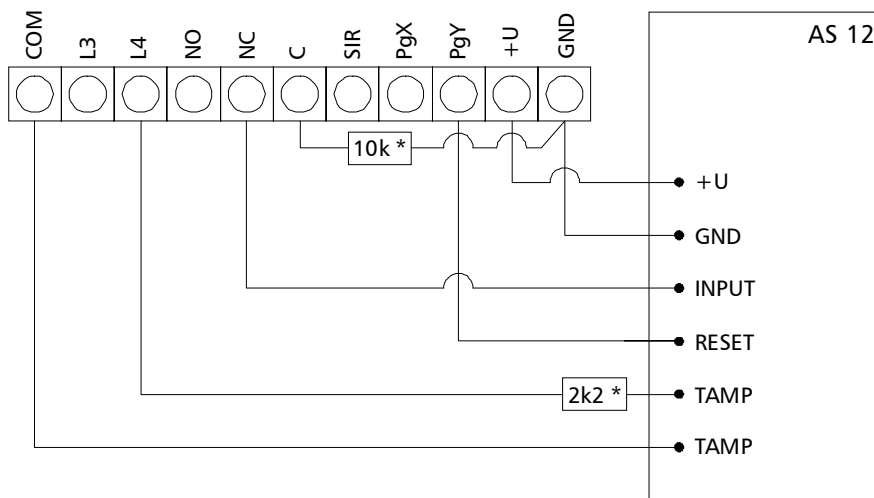 COM
L3
L4
NO
NC
C
SIR
PgX
PgY
+U
GND
AS 12
10k *
+U
GND
INPUT
RESET
2k2 *
TAMP
TAMP